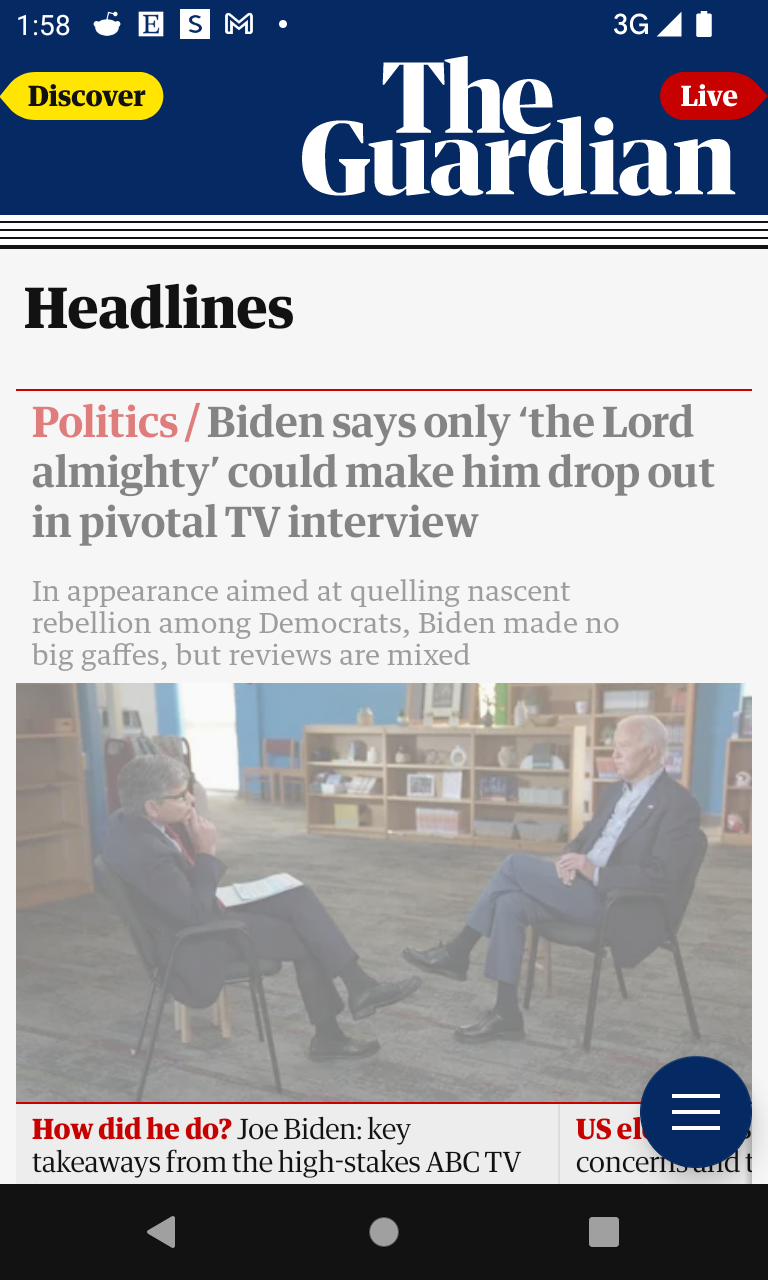 1:58
E
S
3G
Discover
The
Guardian
Live
Headlines
Politics / Biden says only ‘the Lord
almighty’ could make him drop out
in pivotal TV interview
In appearance aimed at quelling nascent
rebellion among Democrats, Biden made no
big gaffes, but reviews are mixed
How did he do? Joe Biden: key
takeaways from the high-stakes ABC TV
US
concerns and